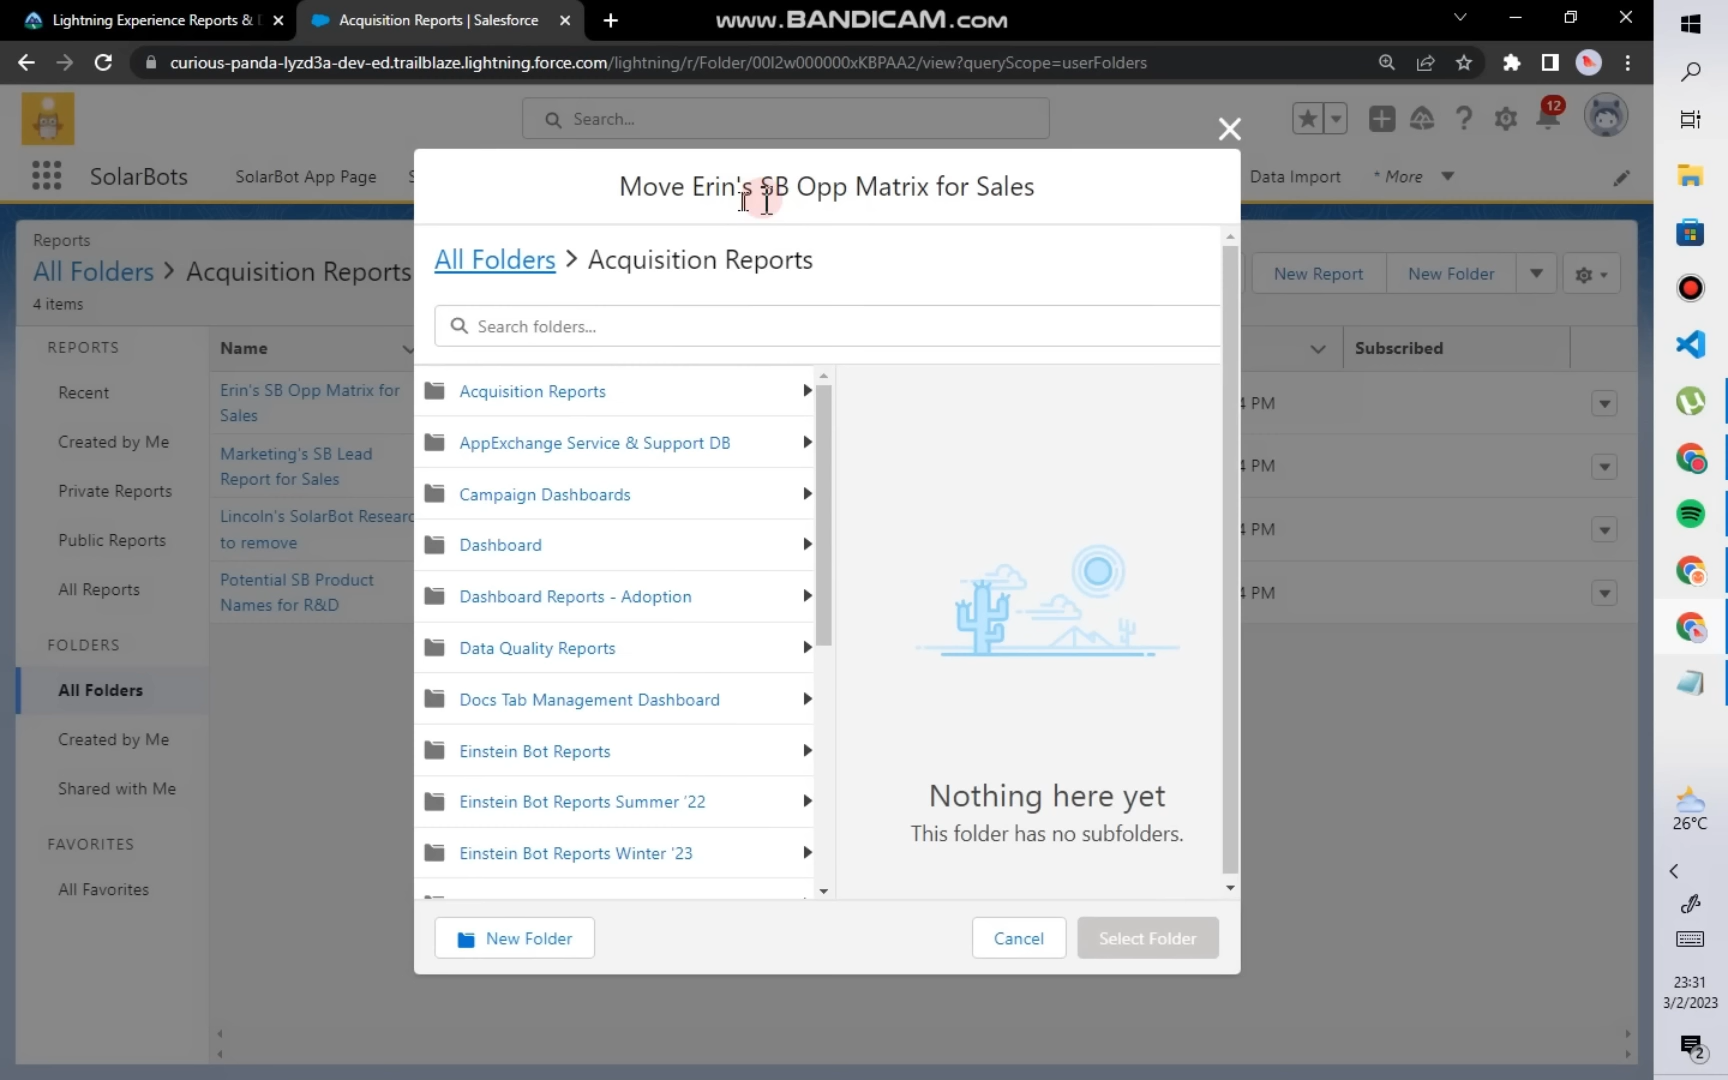 Lightning Experience Reports &
Acquisition Reports | Salesforce
www.BANDICAM.com
curious-panda-lyzd3a-dev-ed.trailblaze.lightning.force.com/lightning/r/Folder/00l2w000000xKBPAA2/view?queryScope=userFolders
Search...
12
SolarBots
SolarBot App Page
Data Import
* More
Move Erin's SB Opp Matrix for Sales
Reports
All Folders > Acquisition Reports
4 items
New Report
New Folder
All Folders > Acquisition Reports
Search folders...
REPORTS
Recent
Created by Me
Private Reports
Public Reports
All Reports
FOLDERS
All Folders
Created by Me
Shared with Me
FAVORITES
All Favorites
Name
Subscribed
Erin's SB Opp Matrix for
Sales
4 PM
Marketing's SB Lead
Report for Sales
4 PM
Lincoln's SolarBot Researc
to remove
4 PM
Potential SB Product
Names for R&D
4 PM
Acquisition Reports
AppExchange Service & Support DB
Campaign Dashboards
Dashboard
Dashboard Reports - Adoption
Data Quality Reports
Docs Tab Management Dashboard
Einstein Bot Reports
Einstein Bot Reports Summer '22
Einstein Bot Reports Winter '23
Nothing here yet
This folder has no subfolders.
New Folder
Cancel
Select Folder
26°C
23:31
3/2/2023
2